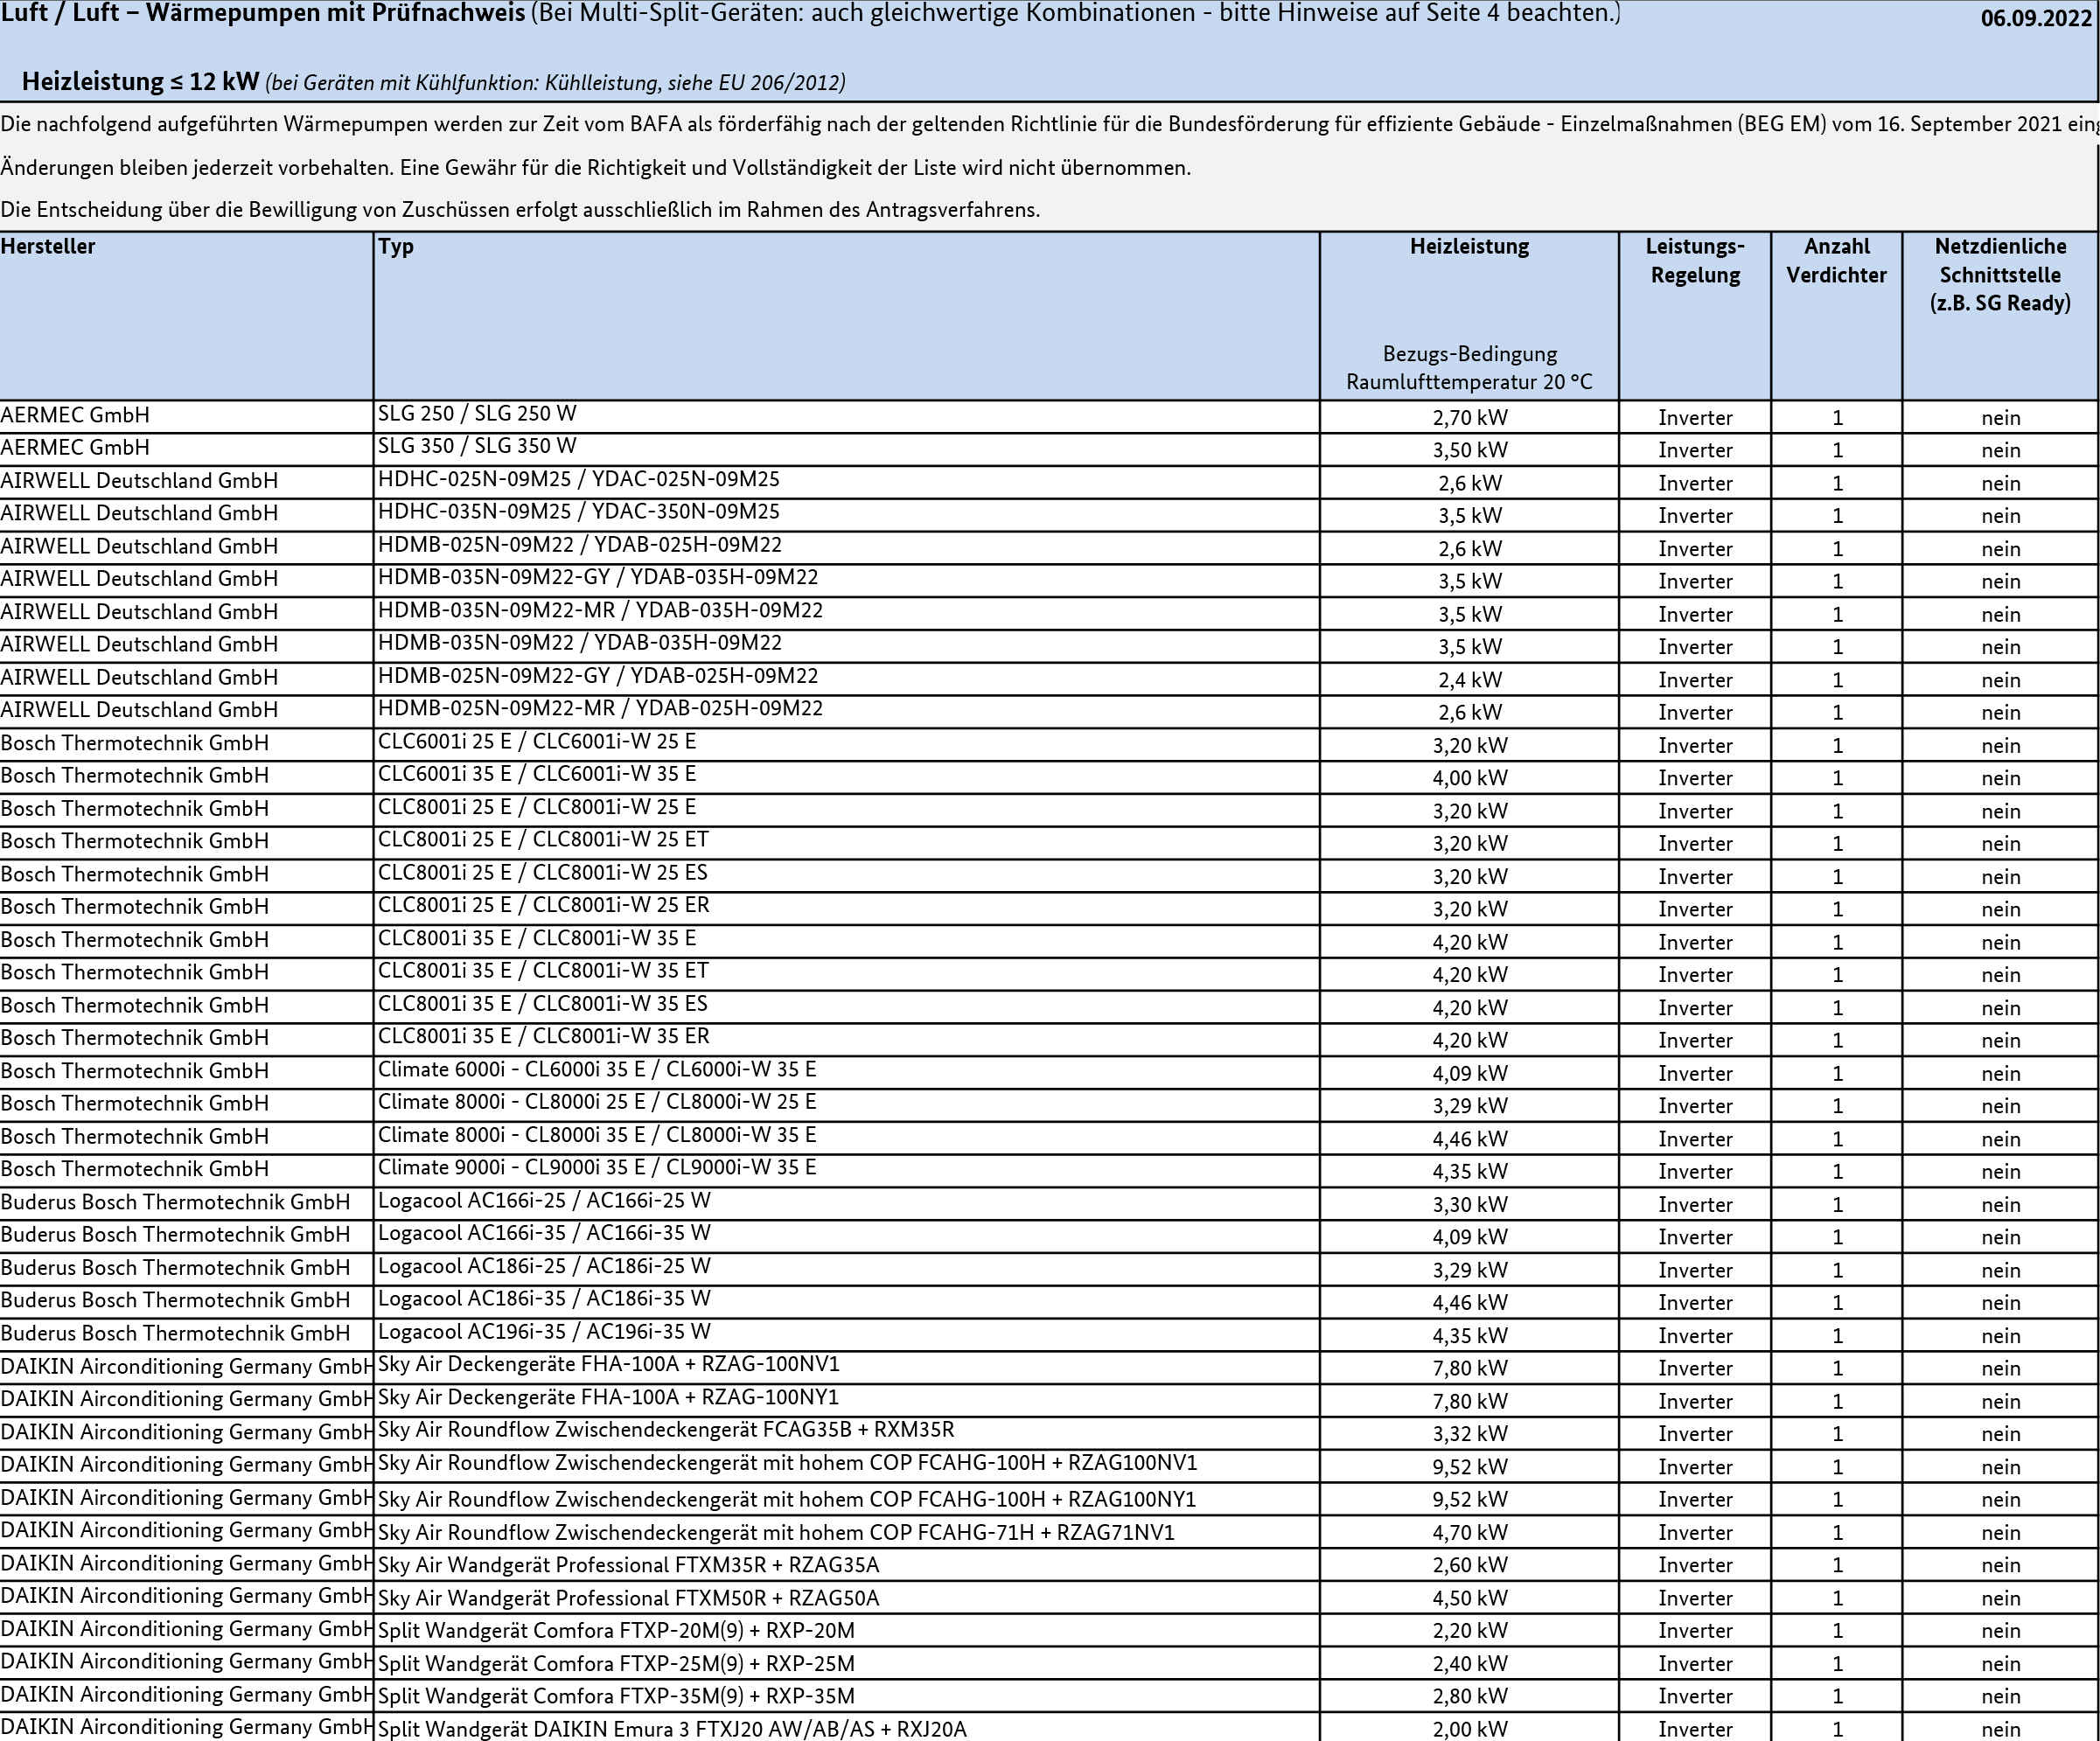 Luft / Luft – Wärmepumpen mit Prüfnachweis (Bei Multi-Split-Geräten: auch gleichwertige Kombinationen - bitte Hinweise auf Seite 4 beachten.) 06.09.2022
Heizleistung ≤ 12 kW (bei Geräten mit Kühlfunktion: Kühlleistung, siehe EU 206/2012)
Die nachfolgend aufgeführten Wärmepumpen werden zur Zeit vom BAFA als förderfähig nach der geltenden Richtlinie für die Bundesförderung für effiziente Gebäude - Einzelmaßnahmen (BEG EM) vom 16. September 2021
Änderungen bleiben jederzeit vorbehalten. Eine Gewähr für die Richtigkeit und Vollständigkeit der Liste wird nicht übernommen.
Die Entscheidung über die Bewilligung von Zuschüssen erfolgt ausschließlich im Rahmen des Antragsverfahrens.
Hersteller Typ Heizleistung Leistungs- Anzahl Netzdienliche
Regelung Verdichter Schnittstelle
(z.B. SG Ready)
Bezugs-Bedingung
Raumlufttemperatur 20 °C
AERMEC GmbH SLG 250 / SLG 250 W 2,70 kW Inverter 1 nein
AERMEC GmbH SLG 350 / SLG 350 W 3,50 kW Inverter 1 nein
AIRWELL Deutschland GmbH HDHC-025N-09M25 / YDAC-025N-09M25 2,6 kW Inverter 1 nein
AIRWELL Deutschland GmbH HDHC-035N-09M25 / YDAC-350N-09M25 3,5 kW Inverter 1 nein
AIRWELL Deutschland GmbH HDMB-025N-09M22 / YDAB-025H-09M22 2,6 kW Inverter 1 nein
AIRWELL Deutschland GmbH HDMB-035N-09M22-GY / YDAB-035H-09M22 3,5 kW Inverter 1 nein
AIRWELL Deutschland GmbH HDMB-035N-09M22-MR / YDAB-035H-09M22 3,5 kW Inverter 1 nein
AIRWELL Deutschland GmbH HDMB-035N-09M22 / YDAB-035H-09M22 3,5 kW Inverter 1 nein
AIRWELL Deutschland GmbH HDMB-025N-09M22-GY / YDAB-025H-09M22 2,4 kW Inverter 1 nein
AIRWELL Deutschland GmbH HDMB-025N-09M22-MR / YDAB-025H-09M22 2,6 kW Inverter 1 nein
Bosch Thermotechnik GmbH CLC6001i 25 E / CLC6001i-W 25 E 3,20 kW Inverter 1 nein
Bosch Thermotechnik GmbH CLC6001i 35 E / CLC6001i-W 35 E 4,00 kW Inverter 1 nein
Bosch Thermotechnik GmbH CLC8001i 25 E / CLC8001i-W 25 E 3,20 kW Inverter 1 nein
Bosch Thermotechnik GmbH CLC8001i 25 E / CLC8001i-W 25 ET 3,20 kW Inverter 1 nein
Bosch Thermotechnik GmbH CLC8001i 25 E / CLC8001i-W 25 ES 3,20 kW Inverter 1 nein
Bosch Thermotechnik GmbH CLC8001i 25 E / CLC8001i-W 25 ER 3,20 kW Inverter 1 nein
Bosch Thermotechnik GmbH CLC8001i 35 E / CLC8001i-W 35 E 4,20 kW Inverter 1 nein
Bosch Thermotechnik GmbH CLC8001i 35 E / CLC8001i-W 35 ET 4,20 kW Inverter 1 nein
Bosch Thermotechnik GmbH CLC8001i 35 E / CLC8001i-W 35 ES 4,20 kW Inverter 1 nein
Bosch Thermotechnik GmbH CLC8001i 35 E / CLC8001i-W 35 ER 4,20 kW Inverter 1 nein
Bosch Thermotechnik GmbH Climate 6000i - CL6000i 35 E / CL6000i-W 35 E 4,09 kW Inverter 1 nein
Bosch Thermotechnik GmbH Climate 8000i - CL8000i 25 E / CL8000i-W 25 E 3,29 kW Inverter 1 nein
Bosch Thermotechnik GmbH Climate 8000i - CL8000i 35 E / CL8000i-W 35 E 4,46 kW Inverter 1 nein
Bosch Thermotechnik GmbH Climate 9000i - CL9000i 35 E / CL9000i-W 35 E 4,35 kW Inverter 1 nein
Buderus Bosch Thermotechnik GmbH Logacool AC166i-25 / AC166i-25 W 3,30 kW Inverter 1 nein
Buderus Bosch Thermotechnik GmbH Logacool AC166i-35 / AC166i-35 W 4,09 kW Inverter 1 nein
Buderus Bosch Thermotechnik GmbH Logacool AC186i-25 / AC186i-25 W 3,29 kW Inverter 1 nein
Buderus Bosch Thermotechnik GmbH Logacool AC186i-35 / AC186i-35 W 4,46 kW Inverter 1 nein
Buderus Bosch Thermotechnik GmbH Logacool AC196i-35 / AC196i-35 W 4,35 kW Inverter 1 nein
DAIKIN Airconditioning Germany GmbH Sky Air Deckengeräte FHA-100A + RZAG-100NV1 7,80 kW Inverter 1 nein
DAIKIN Airconditioning Germany GmbH Sky Air Deckengeräte FHA-100A + RZAG-100NY1 7,80 kW Inverter 1 nein
DAIKIN Airconditioning Germany GmbH Sky Air Roundflow Zwischendeckengerät FCAG35B + RXM35R 3,32 kW Inverter 1 nein
DAIKIN Airconditioning Germany GmbH Sky Air Roundflow Zwischendeckengerät mit hohem COP FCAHG-100H + RZAG100NV1 9,52 kW Inverter 1 nein
DAIKIN Airconditioning Germany GmbH Sky Air Roundflow Zwischendeckengerät mit hohem COP FCAHG-100H + RZAG100NY1 9,52 kW Inverter 1 nein
DAIKIN Airconditioning Germany GmbH Sky Air Roundflow Zwischendeckengerät mit hohem COP FCAHG-71H + RZAG71NV1 4,70 kW Inverter 1 nein
DAIKIN Airconditioning Germany GmbH Sky Air Wandgerät Professional FTXM35R + RZAG35A 2,60 kW Inverter 1 nein
DAIKIN Airconditioning Germany GmbH Sky Air Wandgerät Professional FTXM50R + RZAG50A 4,50 kW Inverter 1 nein
DAIKIN Airconditioning Germany GmbH Split Wandgerät Comfora FTXP-20M(9) + RXP-20M 2,20 kW Inverter 1 nein
DAIKIN Airconditioning Germany GmbH Split Wandgerät Comfora FTXP-25M(9) + RXP-25M 2,40 kW Inverter 1 nein
DAIKIN Airconditioning Germany GmbH Split Wandgerät Comfora FTXP-35M(9) + RXP-35M 2,80 kW Inverter 1 nein
DAIKIN Airconditioning Germany GmbH Split Wandgerät DAIKIN Emura 3 FTXJ20 AW/AB/AS + RXJ20A 2,00 kW Inverter 1 nein